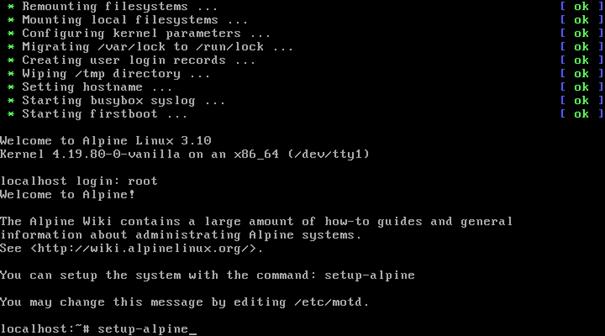 * Remounting filesystems ... [ ok ]
* Mounting local filesystems ... [ ok ]
* Configuring kernel parameters ... [ ok ]
* Migrating /var/lock to /run/lock ... [ ok ]
* Creating user login records ... [ ok ]
* Wiping /tmp directory ... [ ok ]
* Setting hostname ... [ ok ]
* Starting busybox syslog ... [ ok ]
* Starting firstboot ... [ ok ]
Welcome to Alpine Linux 3.10
Kernel 4.19.80-0-vanilla on an x86_64 (/dev/tty1)
localhost login: root
Welcome to Alpine!
The Alpine Wiki contains a large amount of how-to guides and general
information about administrating Alpine systems.
See <http://wiki.alpinelinux.org/>.
You can setup the system with the command: setup-alpine
You may change this message by editing /etc/motd.
localhost:~# setup-alpine_